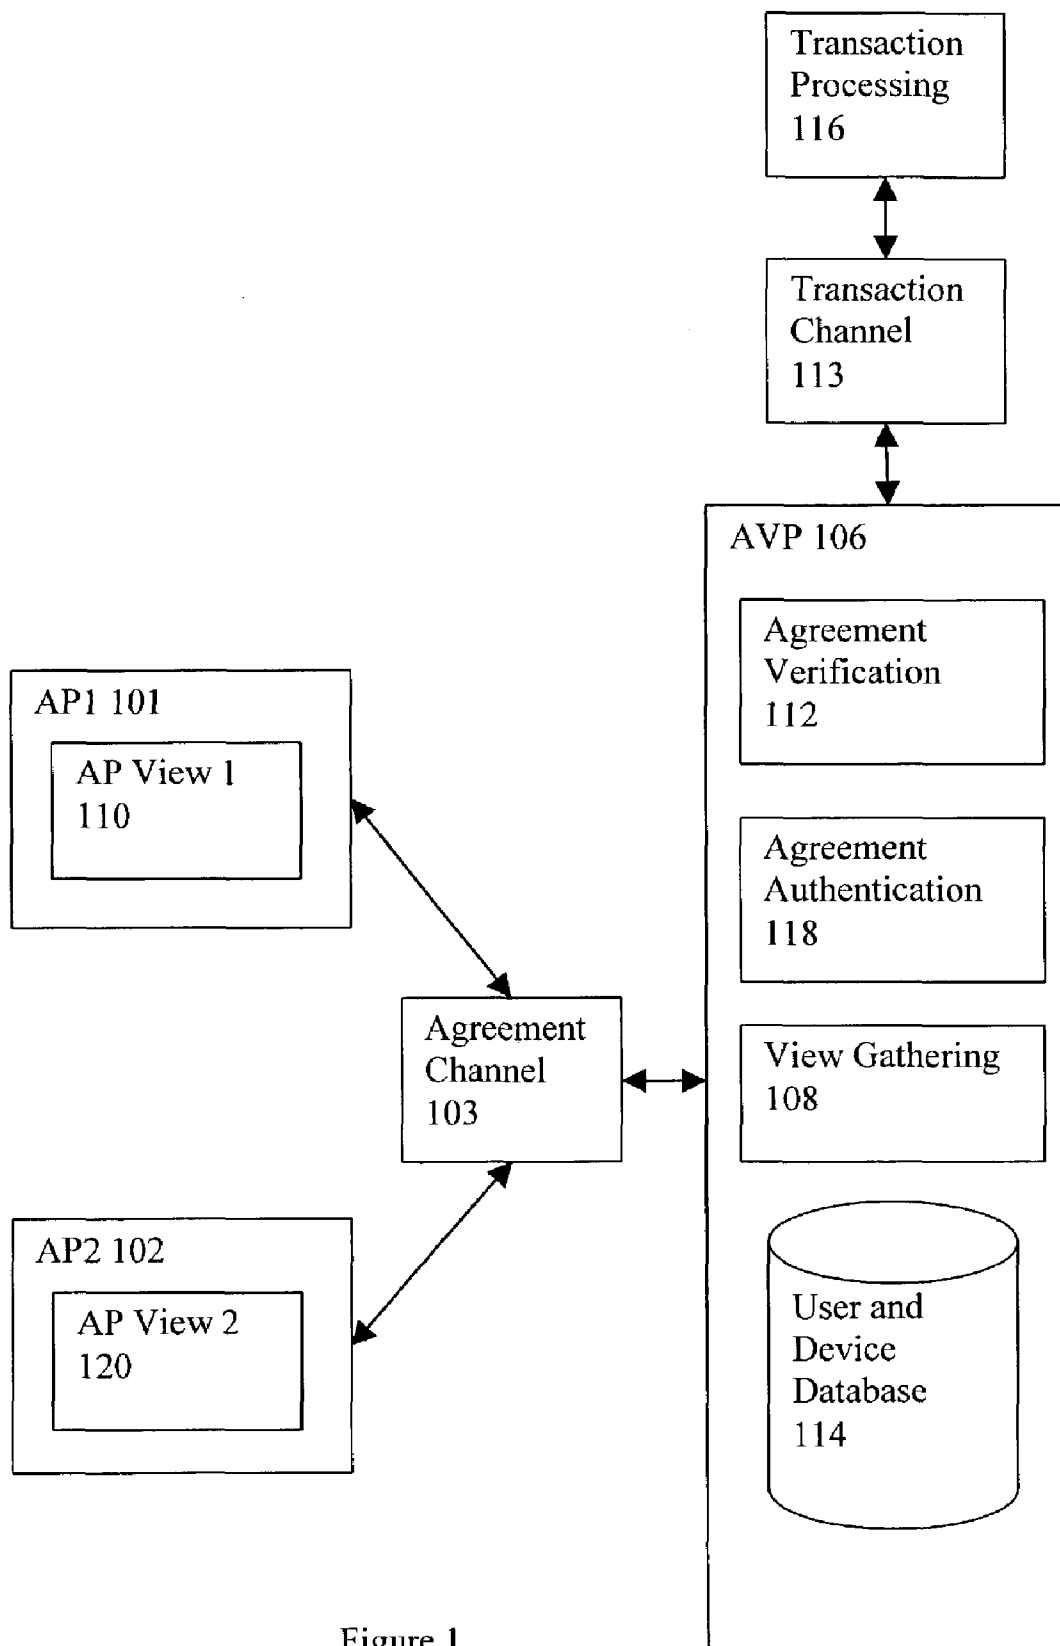 Transaction
Processing
116
Transaction
Channel
113
AVP 106
Agreement
Verification
112
AP1 101
AP View 1
110
Agreement
Authentication
118
Agreement
Channel
103
View Gathering
108
AP2 102
AP View 2
120
User and
Device
Database
114
Figure 1